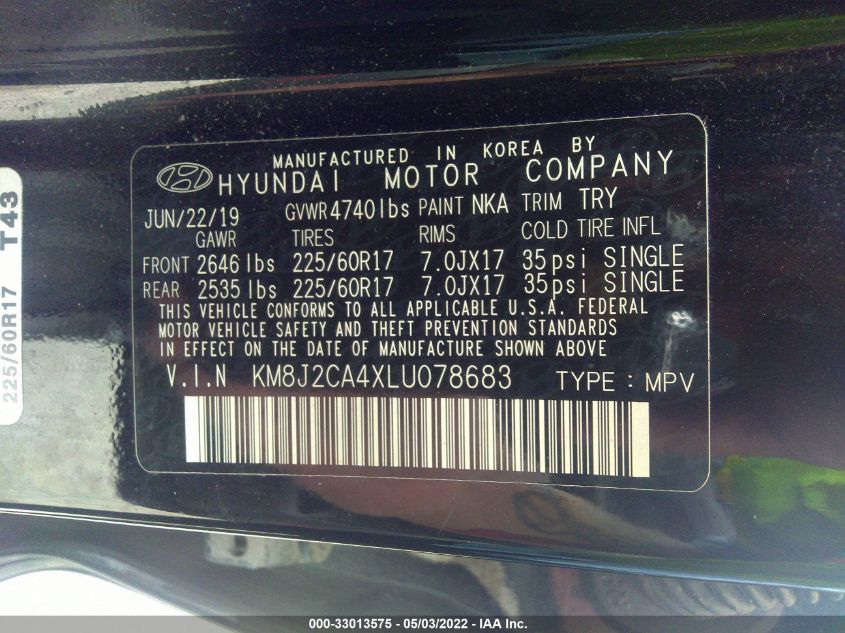 MANUFACTURED IN KOREA BY
HYUNDAI MOTOR COMPANY
JUN/22/19 GVWR 4740lbs PAINT NKA TRIM TRY
GAWR TIRES RIMS COLD TIRE INFL
FRONT 2646 lbs 225/60R17 7.0JX17 35psi SINGLE
REAR 2535 lbs 225/60R17 7.0JX17 35psi SINGLE
THIS VEHICLE CONFORMS TO ALL APPLICABLE U.S.A. FEDERAL
MOTOR VEHICLE SAFETY AND THEFT PREVENTION STANDARDS
IN EFFECT ON THE DATE OF MANUFACTURE SHOWN ABOVE
V.I.N KM8J2CA4XLU078683 TYPE : MPV
225/60R17 T43
000-33013575 - 05/03/2022 - IAA Inc.